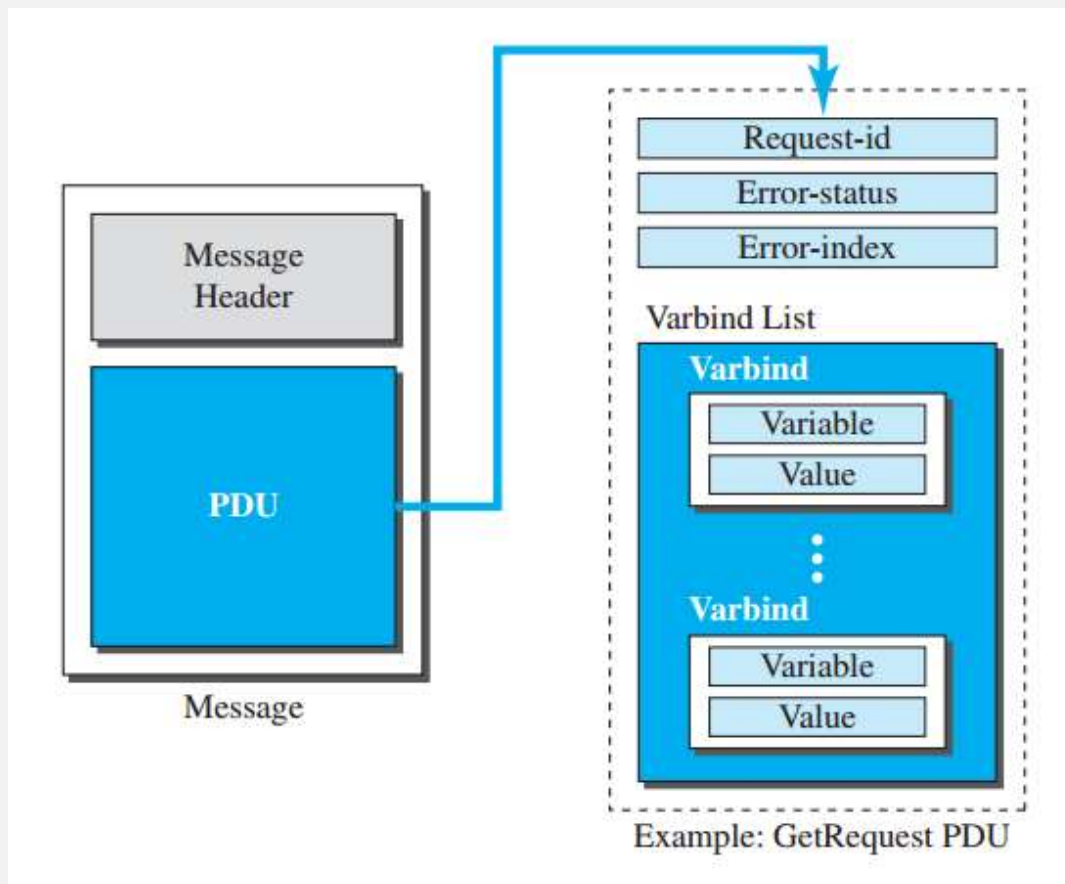 Message
Header
PDU
Message
Request-id
Error-status
Error-index
Varbind List
Varbind
Variable
Value
Varbind
Variable
Value
Example: GetRequest PDU